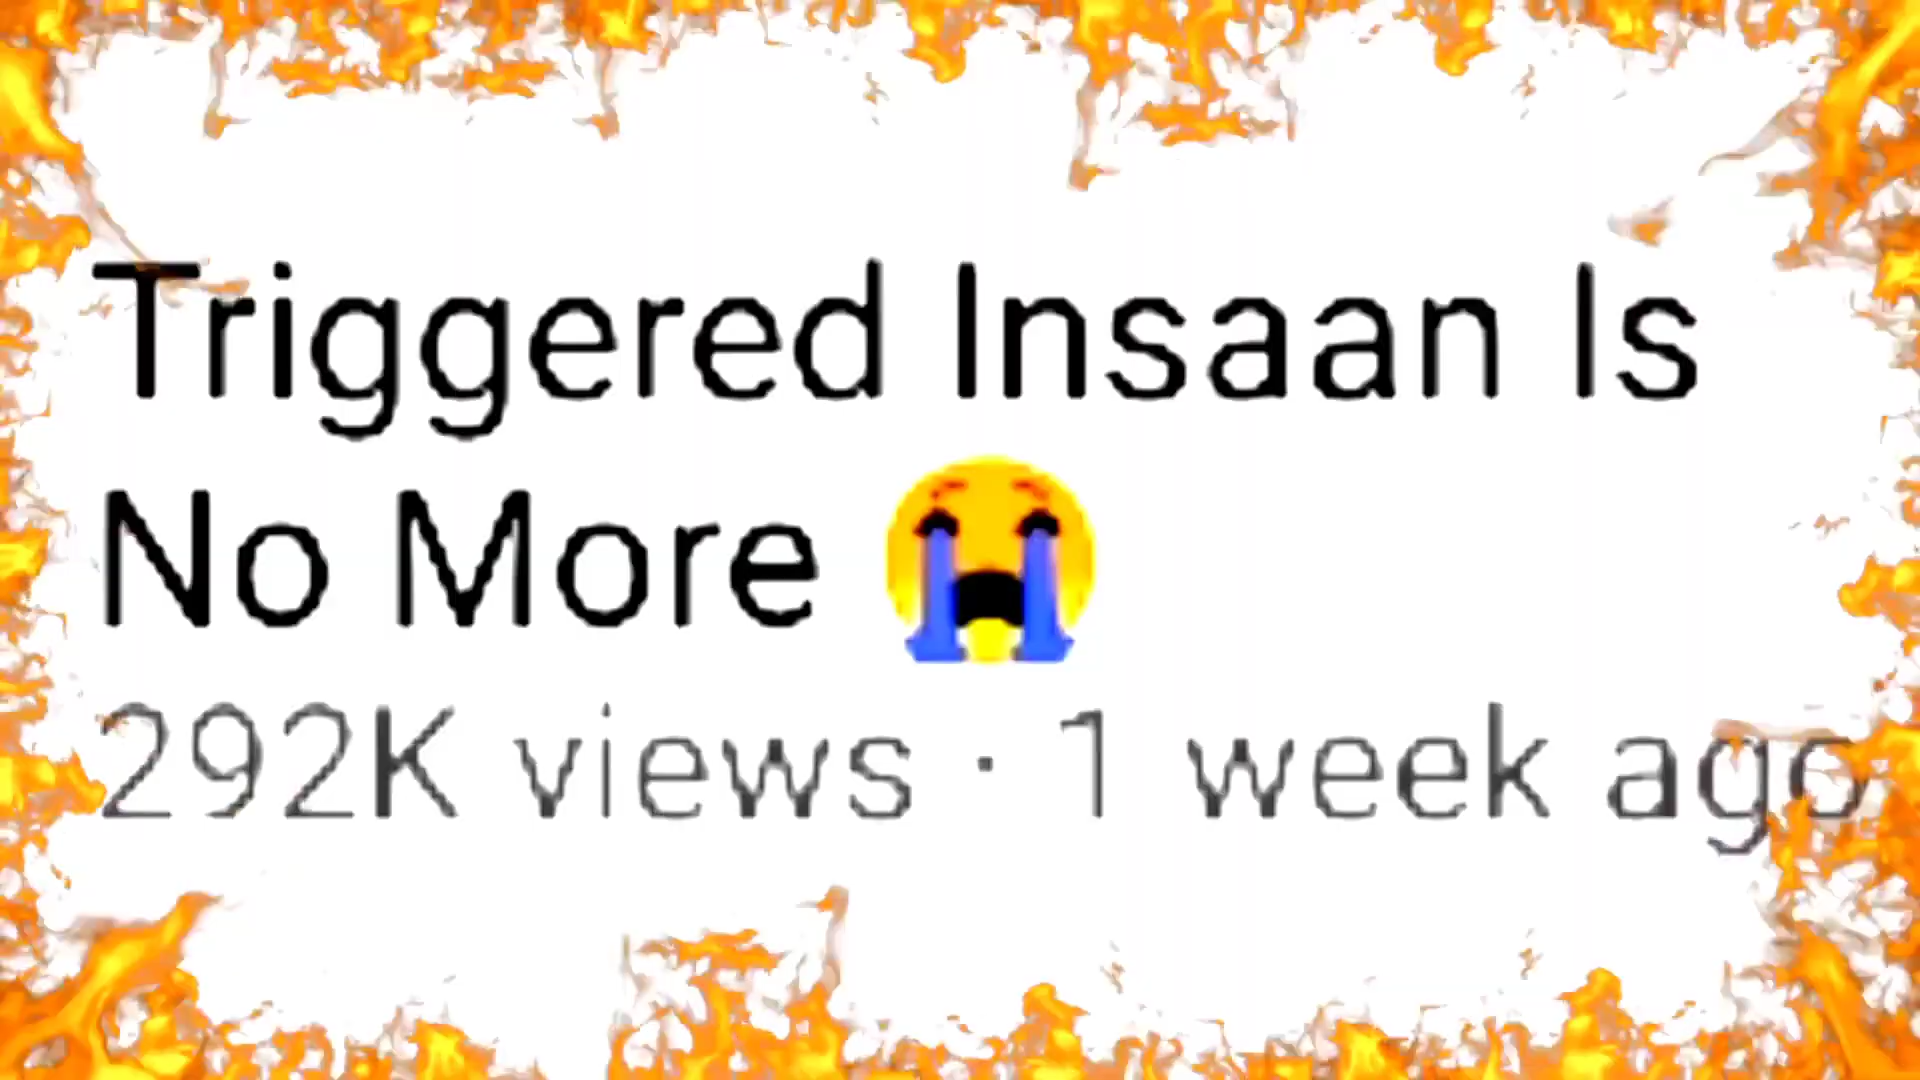 Triggered Insaan Is
No More 😭
292K views · 1 week ago